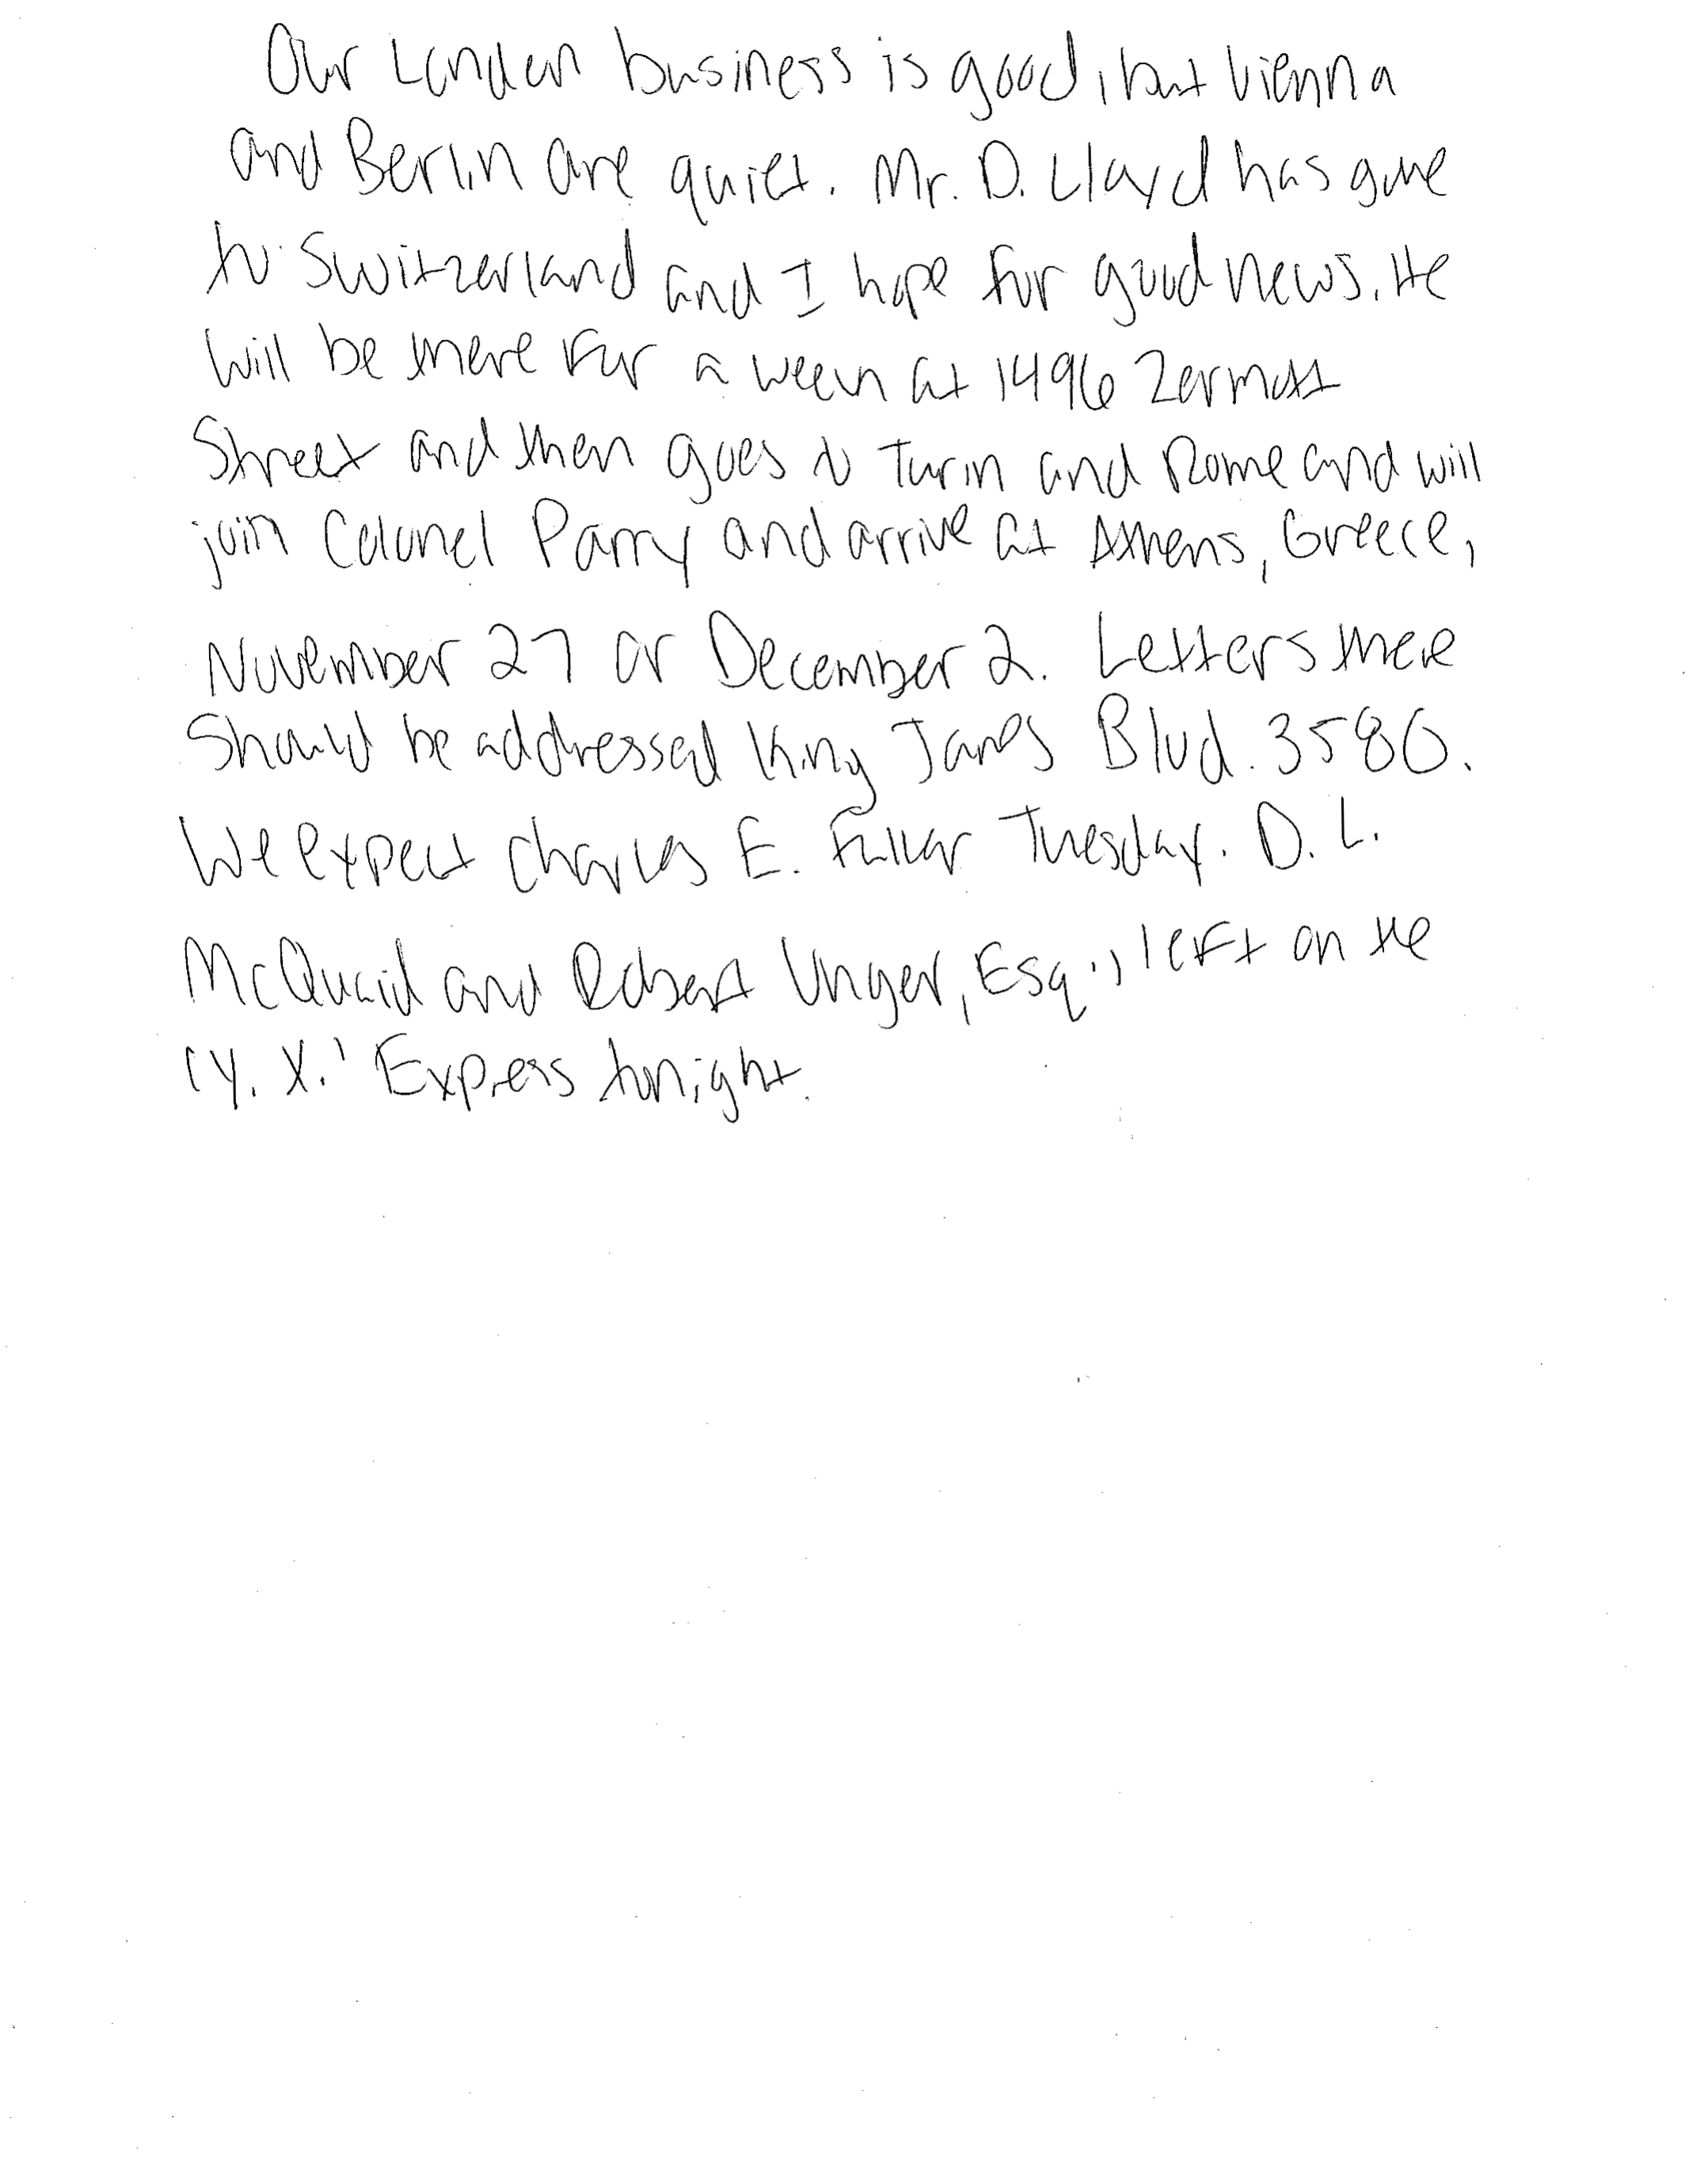 Our London business is good, but Vienna
and Berlin are quiet. Mr. D. Lloyd has gone
to Switzerland and I hope for good news. He
will be there for a week at 1496 Zermott
Street and then goes to Turin and Rome and will
join Colonel Parry and arrive at Athens, Greece,
November 27 or December 2. Letters there
Should be addressed King James Blvd. 3580.
We expect Charles E. Fuller Tuesday. D. L.
McQuaid and Robert Unger, Esq., left on the
'Y. X.' Express tonight.